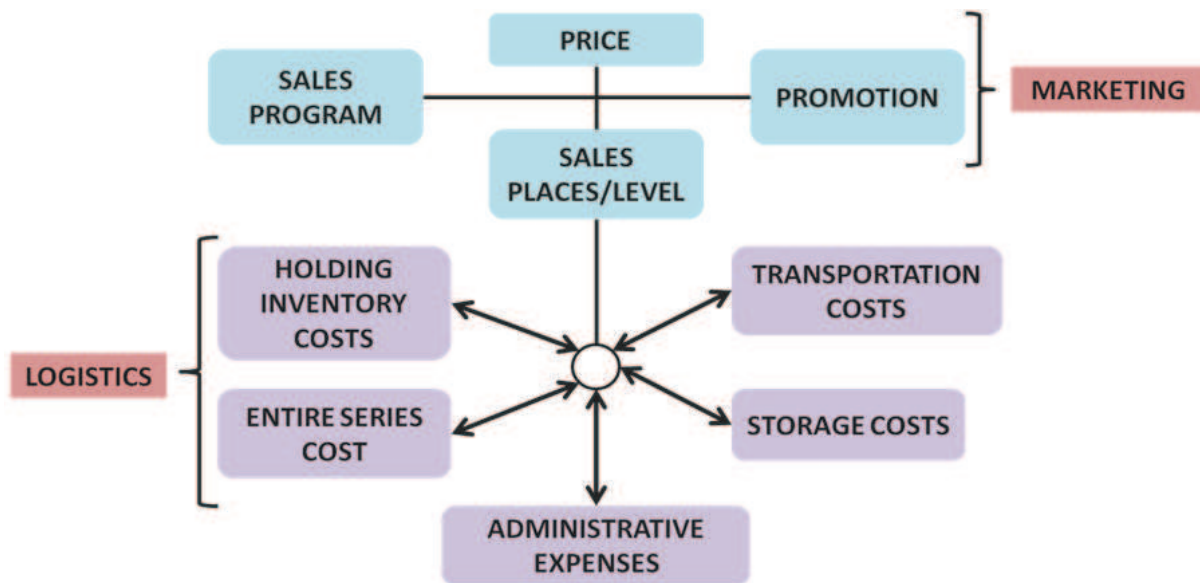 PRICE
SALES
PROGRAM
PROMOTION
MARKETING
SALES
PLACES/LEVEL
HOLDING
INVENTORY
COSTS
TRANSPORTATION
COSTS
LOGISTICS
ENTIRE SERIES
COST
STORAGE COSTS
ADMINISTRATIVE
EXPENSES